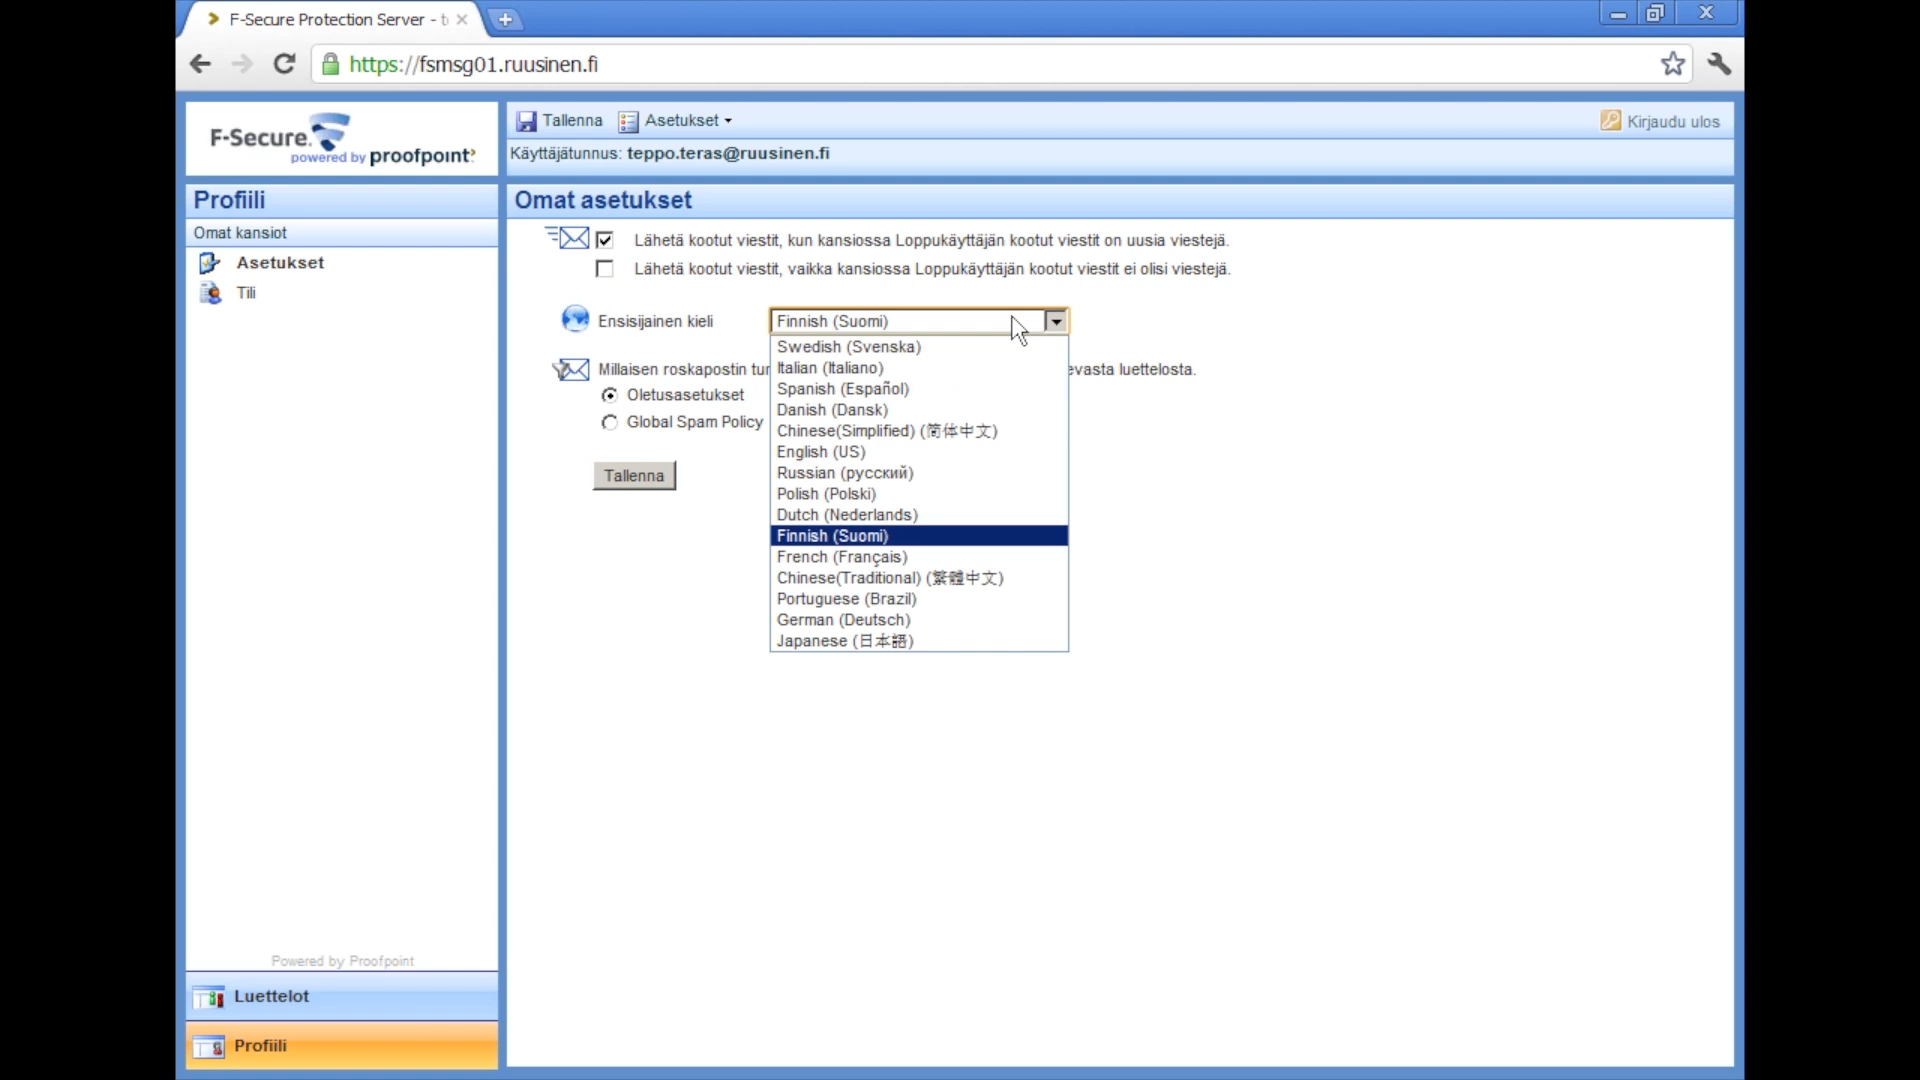 F-Secure Protection Server - t
https://fsmsg01.ruusinen.fi
F-Secure.
powered by proofpoint
Tallenna Asetukset
Kirjaudu ulos
Käyttäjätunnus: teppo.teras@ruusinen.fi
Profiili
Omat kansiot
Asetukset
Tili
Omat asetukset
Lähetä kootut viestit, kun kansiossa Loppukäyttäjän kootut viestit on uusia viestejä.
Lähetä kootut viestit, vaikka kansiossa Loppukäyttäjän kootut viestit ei olisi viestejä.
Ensisijainen kieli
Finnish (Suomi)
Swedish (Svenska)
Italian (Italiano)
Spanish (Español)
Danish (Dansk)
Chinese(Simplified) (简体中文)
English (US)
Russian (русский)
Polish (Polski)
Dutch (Nederlands)
Finnish (Suomi)
French (Français)
Chinese(Traditional) (繁體中文)
Portuguese (Brazil)
German (Deutsch)
Japanese (日本語)
Millaisen roskapostin tur
evasta luettelosta.
Oletusasetukset
Global Spam Policy
Tallenna
Powered by Proofpoint
Luettelot
Profiili